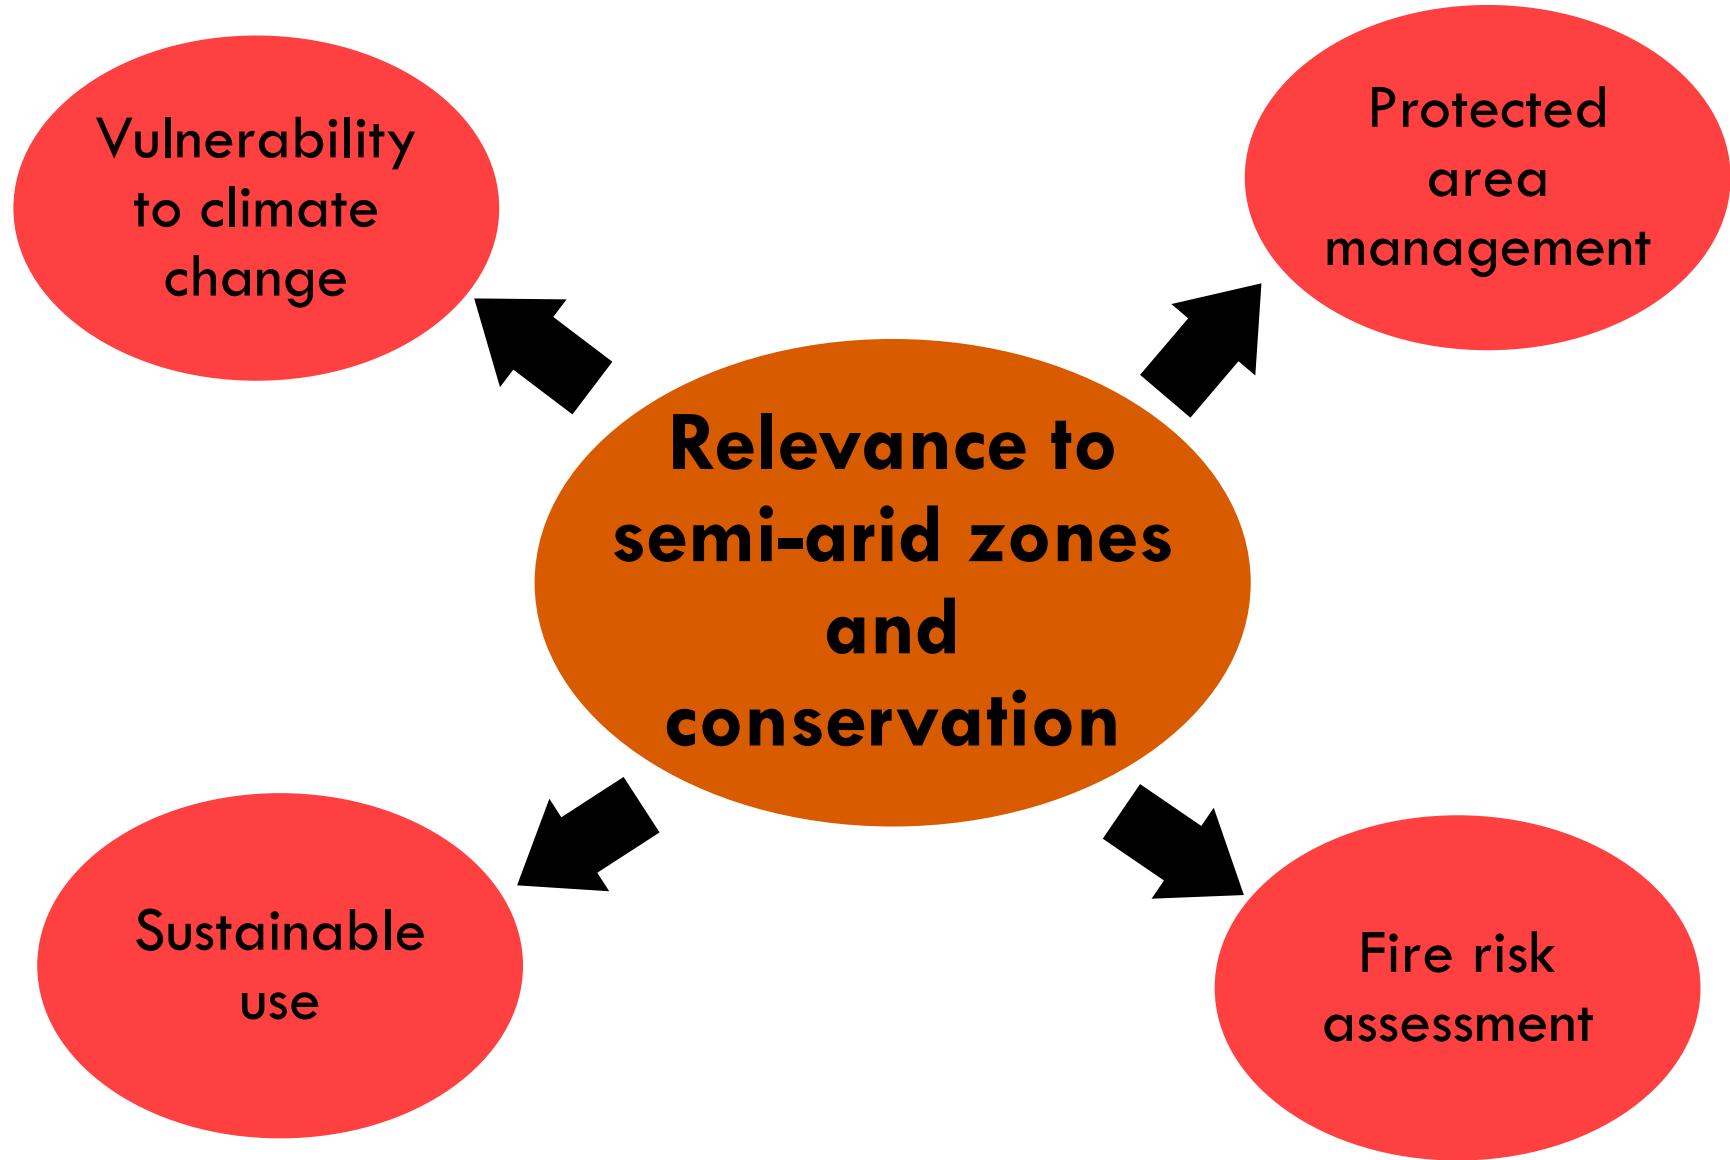 Vulnerability
to climate
change
Protected
area
management
Relevance to
semi-arid zones
and
conservation
Sustainable
use
Fire risk
assessment